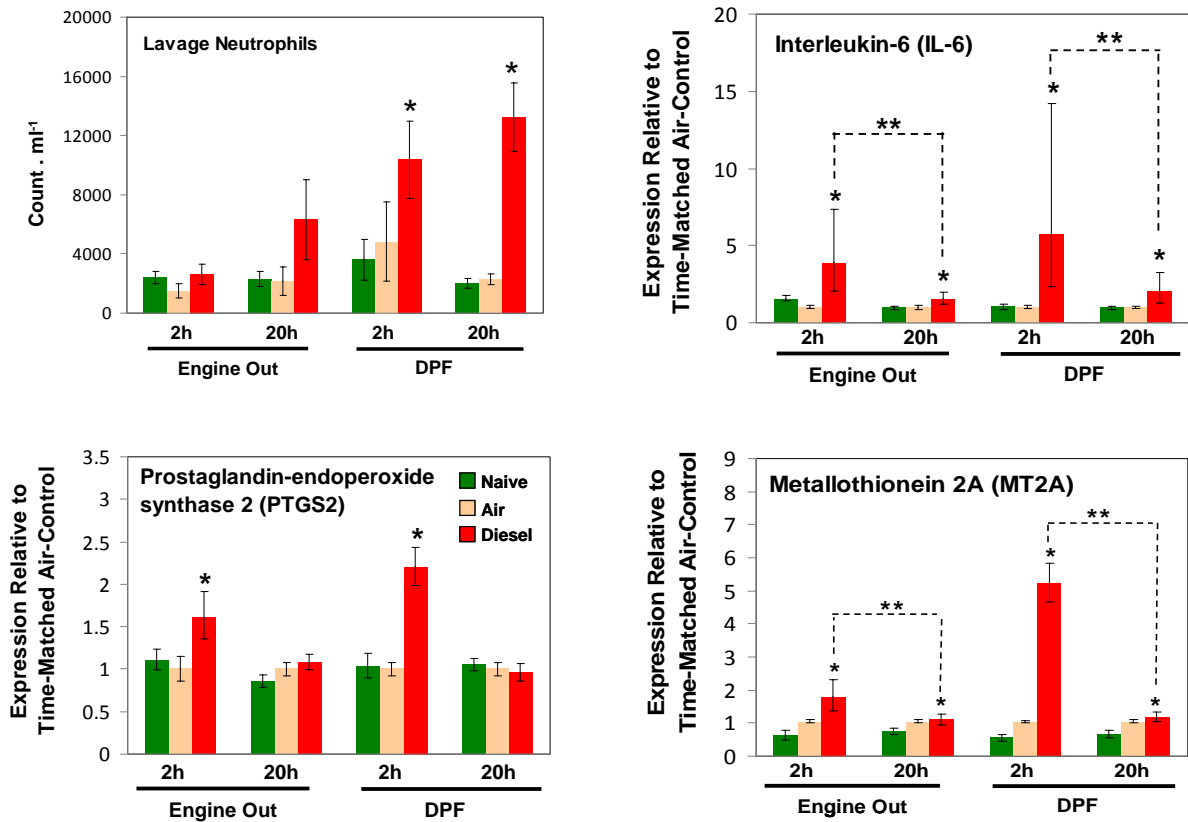 Lavage Neutrophils
Count . ml-1
20000
16000
12000
8000
4000
0
*
*
2h
20h
2h
20h
Engine Out
DPF
Interleukin-6 (IL-6)
Expression Relative to
Time-Matched Air-Control
20
15
10
5
0
**
**
*
*
*
*
2h
20h
2h
20h
Engine Out
DPF
Prostaglandin-endoperoxide
synthase 2 (PTGS2)
Expression Relative to
Time-Matched Air-Control
3.5
3
2.5
2
1.5
1
0.5
0
Naive
Air
Diesel
*
*
2h
20h
2h
20h
Engine Out
DPF
Metallothionein 2A (MT2A)
Expression Relative to
Time-Matched Air-Control
9
8
7
6
5
4
3
2
1
0
**
**
*
*
*
*
2h
20h
2h
20h
Engine Out
DPF